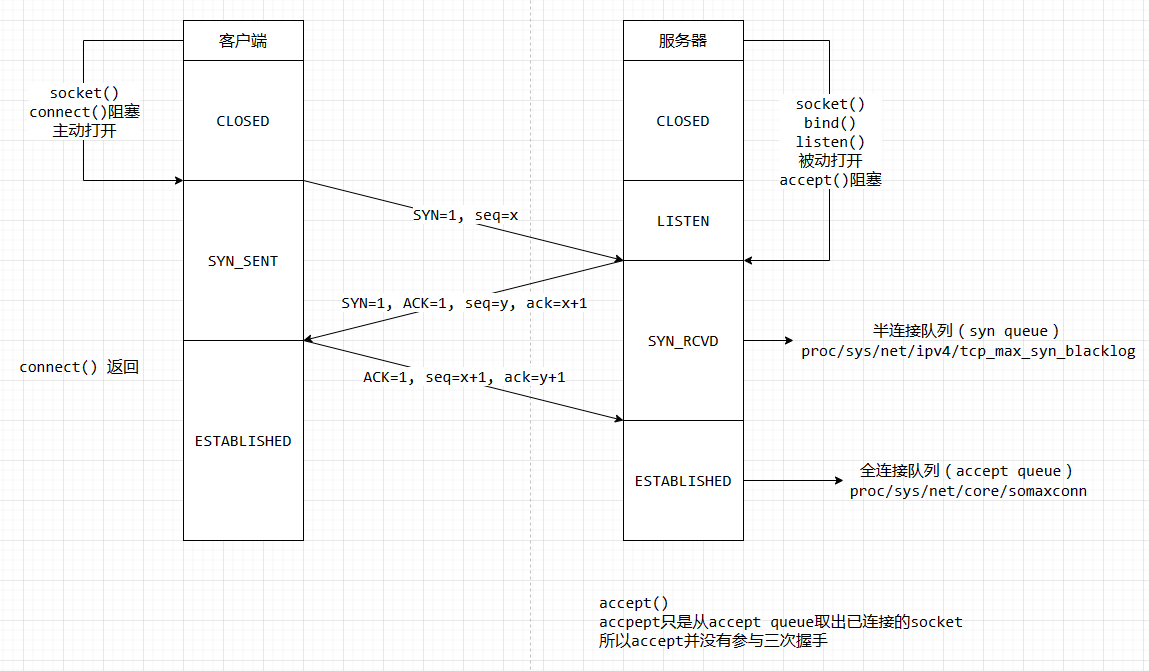 客户端
服务器
socket()
connect()阻塞
主动打开
CLOSED
CLOSED
socket()
bind()
listen()
被动打开
accept()阻塞
SYN=1, seq=x
LISTEN
SYN_SENT
SYN=1, ACK=1, seq=y, ack=x+1
SYN_RCVD
半连接队列（syn queue）
proc/sys/net/ipv4/tcp_max_syn_blacklog
connect() 返回
ACK=1, seq=x+1, ack=y+1
ESTABLISHED
ESTABLISHED
全连接队列（accept queue）
proc/sys/net/core/somaxconn
accept()
accpept只是从accept queue取出已连接的socket
所以accept并没有参与三次握手